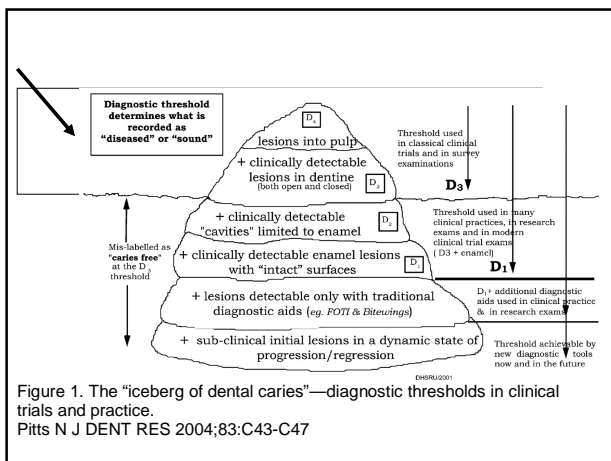 Diagnostic threshold
determines what is
recorded as
"diseased" or "sound"
D4
lesions into pulp
+ clinically detectable
lesions in dentine
(both open and closed)
D3
+ clinically detectable
"cavities" limited to enamel
D2
+ clinically detectable enamel lesions
with "intact" surfaces
D1
+ lesions detectable only with traditional
diagnostic aids (eg. FOTI & Bitewings)
+ sub-clinical initial lesions in a dynamic state of
progression/regression
Mis-labelled as
"caries free"
at the D3
threshold
Threshold used
in classical clinical
trials and in survey
examinations
D3
Threshold used in many
clinical practices, in research
exams and in modern
clinical trial exams
( D3 + enamel)
D1
D1+ additional diagnostic
aids used in clinical practice
& in research exams
Threshold achievable by
new diagnostic tools
now and in the future
DHSRU/2001
Figure 1. The "iceberg of dental caries"—diagnostic thresholds in clinical
trials and practice.
Pitts N J DENT RES 2004;83:C43-C47